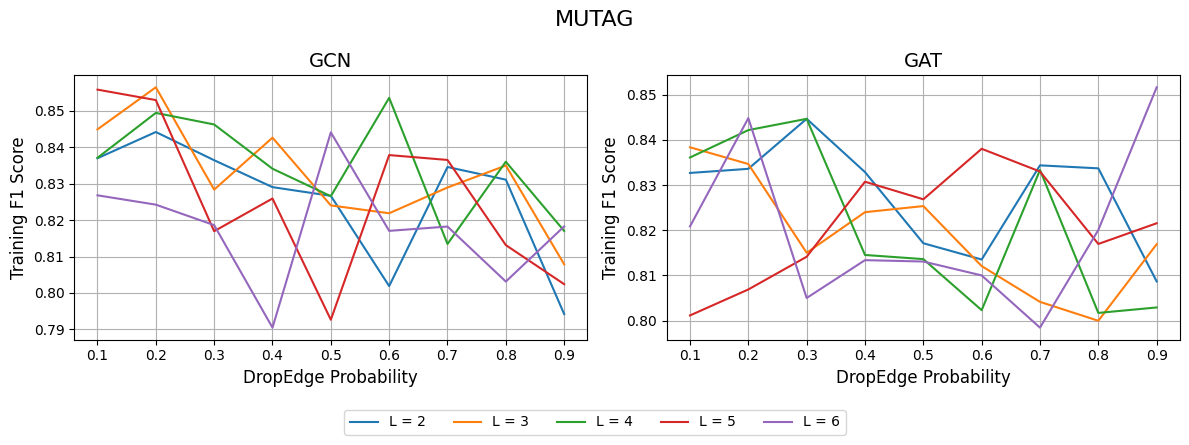 MUTAG
GCN
Training F1 Score
0.85
0.84
0.83
0.82
0.81
0.80
0.79
0.1 0.2 0.3 0.4 0.5 0.6 0.7 0.8 0.9
DropEdge Probability
GAT
Training F1 Score
0.85
0.84
0.83
0.82
0.81
0.80
0.1 0.2 0.3 0.4 0.5 0.6 0.7 0.8 0.9
DropEdge Probability
L = 2 L = 3 L = 4 L = 5 L = 6